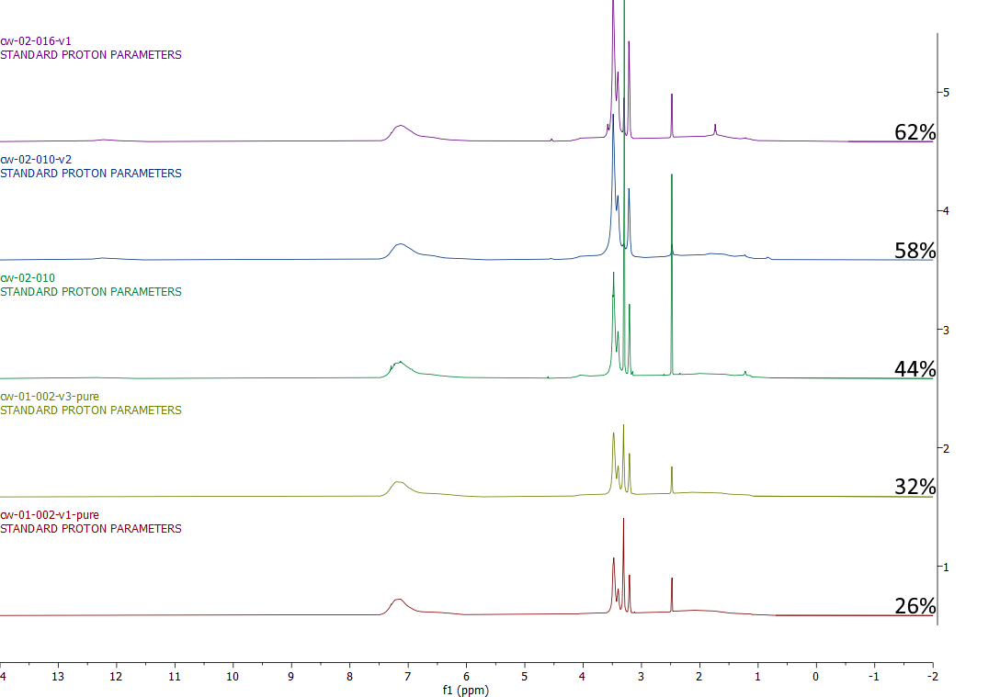 cw-02-016-v1
STANDARD PROTON PARAMETERS
5
62%
cw-02-010-v2
STANDARD PROTON PARAMETERS
4
58%
cw-02-010
STANDARD PROTON PARAMETERS
3
44%
cw-01-002-v3-pure
STANDARD PROTON PARAMETERS
2
32%
cw-01-002-v1-pure
STANDARD PROTON PARAMETERS
1
26%
4 13 12 11 10 9 8 7 6 5 4 3 2 1 0 -1 -2
f1 (ppm)